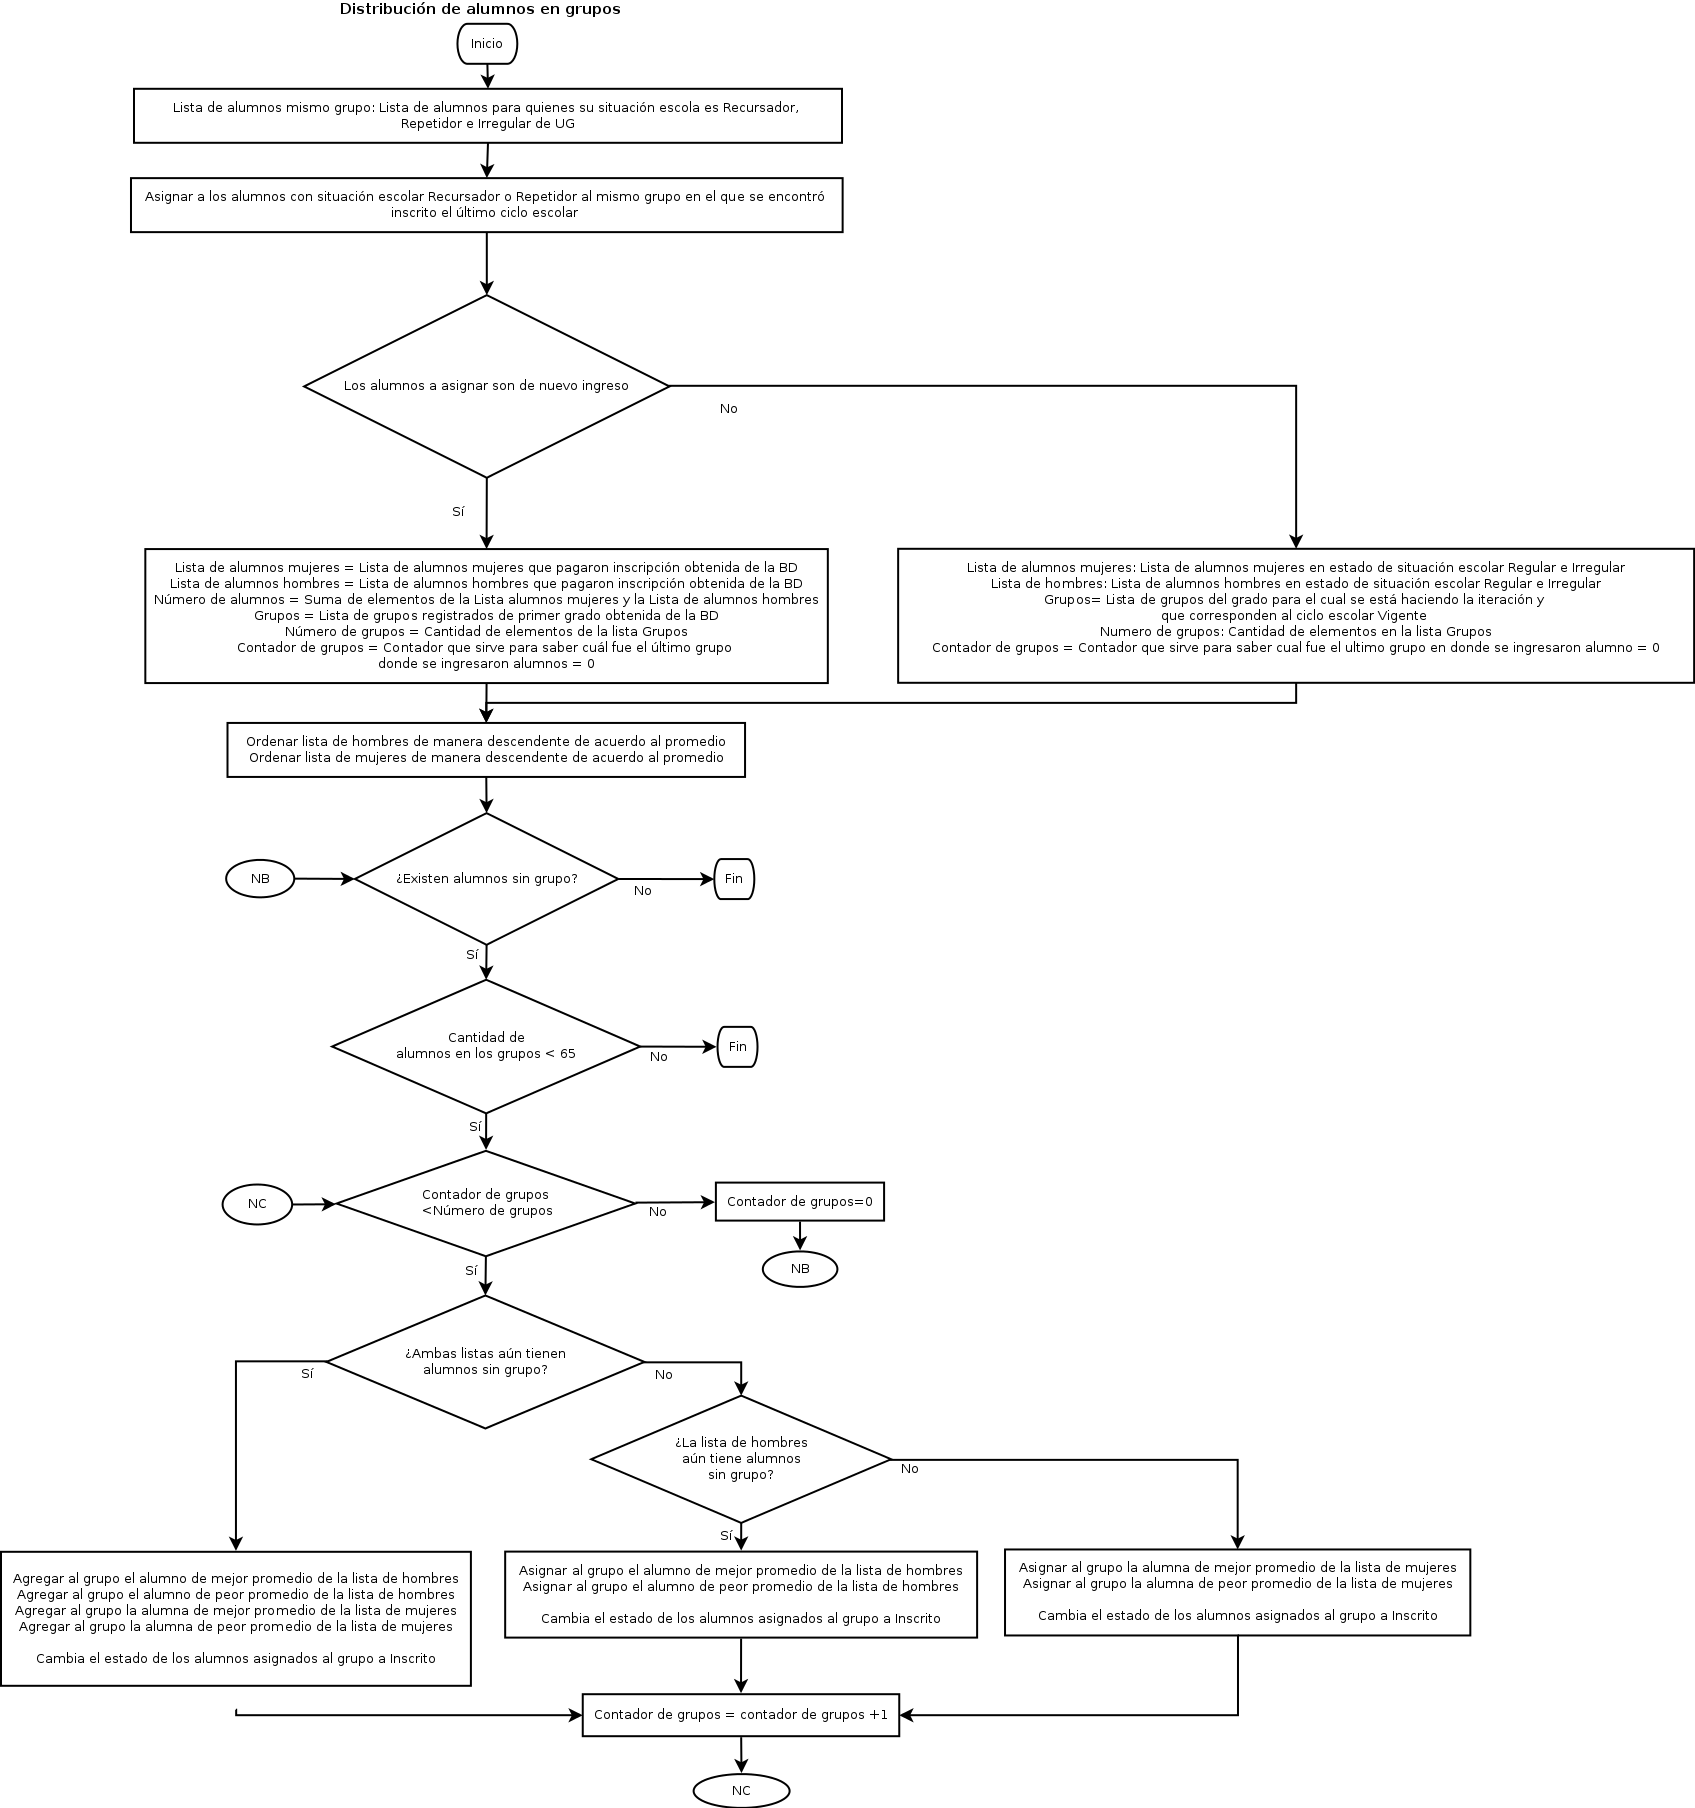 Distribución de alumnos en grupos
Inicio
Lista de alumnos mismo grupo: Lista de alumnos para quienes su situación escola es Recursador,
Repetidor e Irregular de UG
Asignar a los alumnos con situación escolar Recursador o Repetidor al mismo grupo en el que se encontró
inscrito el último ciclo escolar
Los alumnos a asignar son de nuevo ingreso
No
Sí
Lista de alumnos mujeres = Lista de alumnos mujeres que pagaron inscripción obtenida de la BD
Lista de alumnos hombres = Lista de alumnos hombres que pagaron inscripción obtenida de la BD
Número de alumnos = Suma de elementos de la Lista alumnos mujeres y la Lista de alumnos hombres
Grupos = Lista de grupos registrados de primer grado obtenida de la BD
Número de grupos = Cantidad de elementos de la lista Grupos
Contador de grupos = Contador que sirve para saber cuál fue el último grupo
donde se ingresaron alumnos = 0
Lista de alumnos mujeres: Lista de alumnos mujeres en estado de situación escolar Regular e Irregular
Lista de hombres: Lista de alumnos hombres en estado de situación escolar Regular e Irregular
Grupos= Lista de grupos del grado para el cual se está haciendo la iteración y
que corresponden al ciclo escolar Vigente
Numero de grupos: Cantidad de elementos en la lista Grupos
Contador de grupos = Contador que sirve para saber cual fue el ultimo grupo en donde se ingresaron alumno = 0
Ordenar lista de hombres de manera descendente de acuerdo al promedio
Ordenar lista de mujeres de manera descendente de acuerdo al promedio
NB
¿Existen alumnos sin grupo?
No
Fin
Sí
Cantidad de
alumnos en los grupos < 65
No
Fin
Sí
NC
Contador de grupos
<Número de grupos
No
Contador de grupos=0
NB
Sí
¿Ambas listas aún tienen
alumnos sin grupo?
Sí
No
¿La lista de hombres
aún tiene alumnos
sin grupo?
No
Sí
Agregar al grupo el alumno de mejor promedio de la lista de hombres
Agregar al grupo el alumno de peor promedio de la lista de hombres
Agregar al grupo la alumna de mejor promedio de la lista de mujeres
Agregar al grupo la alumna de peor promedio de la lista de mujeres
Cambia el estado de los alumnos asignados al grupo a Inscrito
Asignar al grupo el alumno de mejor promedio de la lista de hombres
Asignar al grupo el alumno de peor promedio de la lista de hombres
Cambia el estado de los alumnos asignados al grupo a Inscrito
Asignar al grupo la alumna de mejor promedio de la lista de mujeres
Asignar al grupo la alumna de peor promedio de la lista de mujeres
Cambia el estado de los alumnos asignados al grupo a Inscrito
Contador de grupos = contador de grupos +1
NC